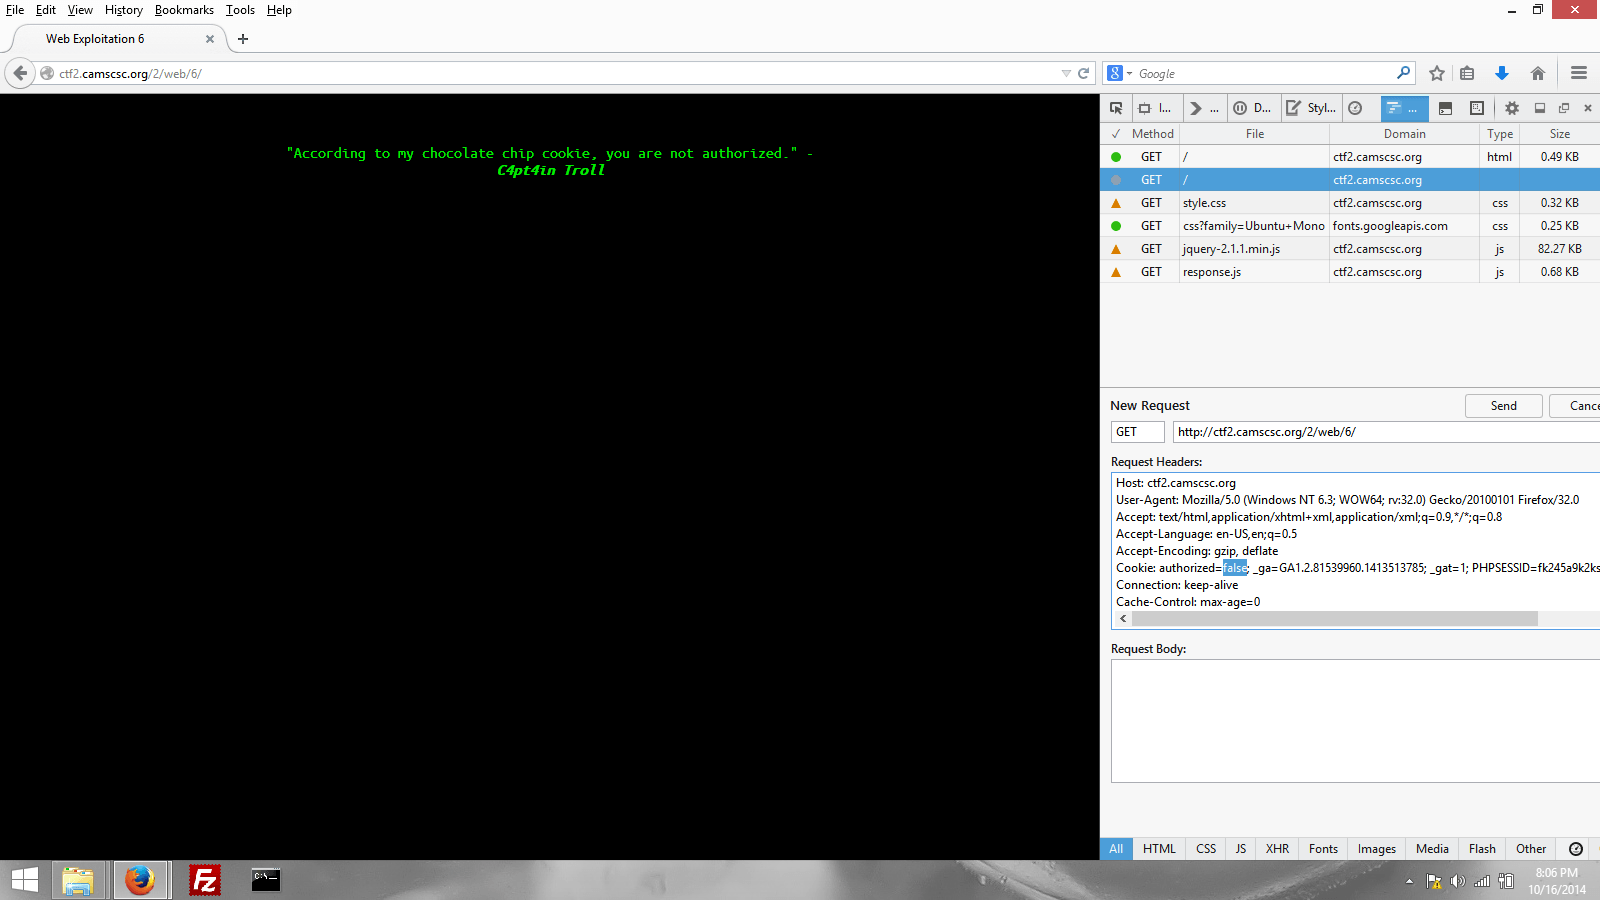 File Edit View History Bookmarks Tools Help
Web Exploitation 6
ctf2.camscsc.org/2/web/6/
8 Google
I... ... D... Styl... ...
✓ Method File Domain Type Size
GET / ctf2.camscsc.org html 0.49 KB
GET / ctf2.camscsc.org
GET style.css ctf2.camscsc.org css 0.32 KB
GET css?family=Ubuntu+Mono fonts.googleapis.com css 0.25 KB
GET jquery-2.1.1.min.js ctf2.camscsc.org js 82.27 KB
GET response.js ctf2.camscsc.org js 0.68 KB
"According to my chocolate chip cookie, you are not authorized." -
C4pt4in Troll
New Request Send Cance
GET http://ctf2.camscsc.org/2/web/6/
Request Headers:
Host: ctf2.camscsc.org
User-Agent: Mozilla/5.0 (Windows NT 6.3; WOW64; rv:32.0) Gecko/20100101 Firefox/32.0
Accept: text/html,application/xhtml+xml,application/xml;q=0.9,*/*;q=0.8
Accept-Language: en-US,en;q=0.5
Accept-Encoding: gzip, deflate
Cookie: authorized=false; _ga=GA1.2.81539960.1413513785; _gat=1; PHPSESSID=fk245a9k2ks
Connection: keep-alive
Cache-Control: max-age=0
Request Body:
All HTML CSS JS XHR Fonts Images Media Flash Other
Fz C:\. 8:06 PM
10/16/2014